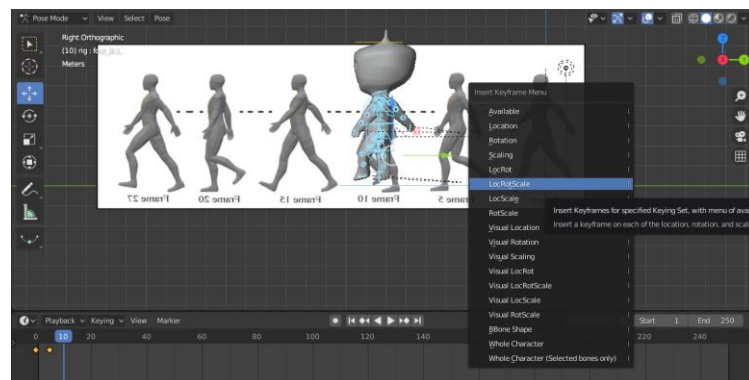 Pose Mode View Select Pose
Right Orthographic
(10) rig :
Meters
Frame 27
Frame 20
Frame 15
Frame 10
Insert Keyframe Menu
Available
Location
Rotation
Scaling
LocRot
LocRotScale
LocScale
RotScale
Visual Location
Visual Rotation
Visual Scaling
Visual LocRot
Visual LocRotScale
Visual LocScale
Visual RotScale
BBone Shape
Whole Character
Whole Character (Selected bones only)
Insert Keyframes for specified Keying Set, with menu of ava
Insert a keyframe on each of the location, rotation, and scal
Playback Keying View Marker
Start 1 End 250
0 10 20 40 60 80 100 120 140 220 240
Z